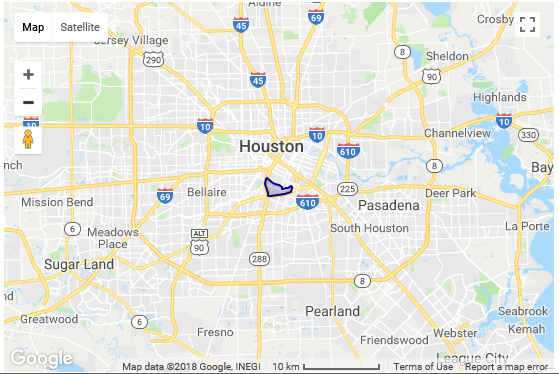 Map
Satellite
Aldine
Crosby
69
45
Jersey Village
8
290
Sheldon
90
45
Highlands
10
10
10
10
Channelview
330
Houston
610
nch
8
Bay
Bellaire
225
Deer Park
69
Mission Bend
610
Pasadena
La Porte
6
Meadows
Place
ALT
90
South Houston
288
Sugar Land
8
Pearland
Seabrook
Greatwood
6
Fresno
Webster
Kemah
Friendswood
League City
Google
Map data ©2018 Google, INEGI
10 km
Terms of Use
Report a map error